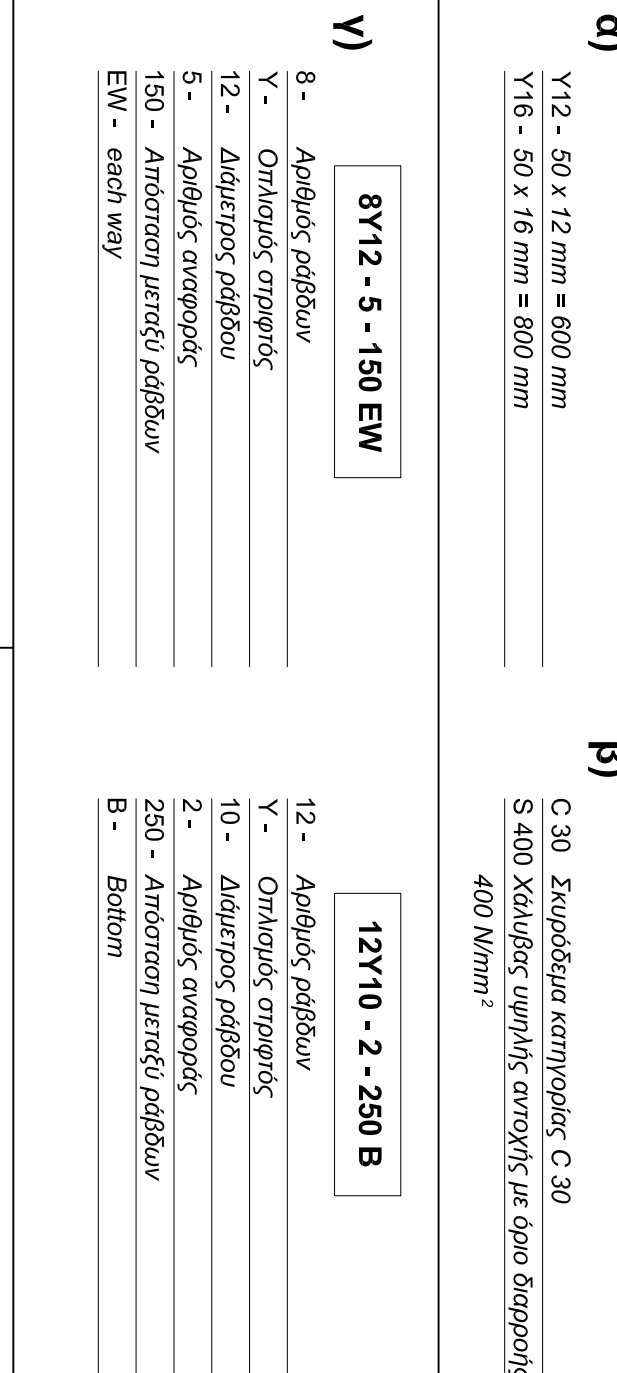 α)
Y12 - 50 x 12 mm = 600 mm
Y16 - 50 x 16 mm = 800 mm
β)
C 30 Σκυρόδεμα κατηγορίας C 30
S 400 Χάλυβας υψηλής αντοχής με όριο διαρροής
400 N/mm²
γ)
8Y12 - 5 - 150 EW
8 - Αριθμός ράβδων
Y - Οπλισμός στριφτός
12 - Διάμετρος ράβδου
5 - Αριθμός αναφοράς
150 - Απόσταση μεταξύ ράβδων
EW - each way
12Y10 - 2 - 250 B
12 - Αριθμός ράβδων
Y - Οπλισμός στριφτός
10 - Διάμετρος ράβδου
2 - Αριθμός αναφοράς
250 - Απόσταση μεταξύ ράβδων
B - Bottom